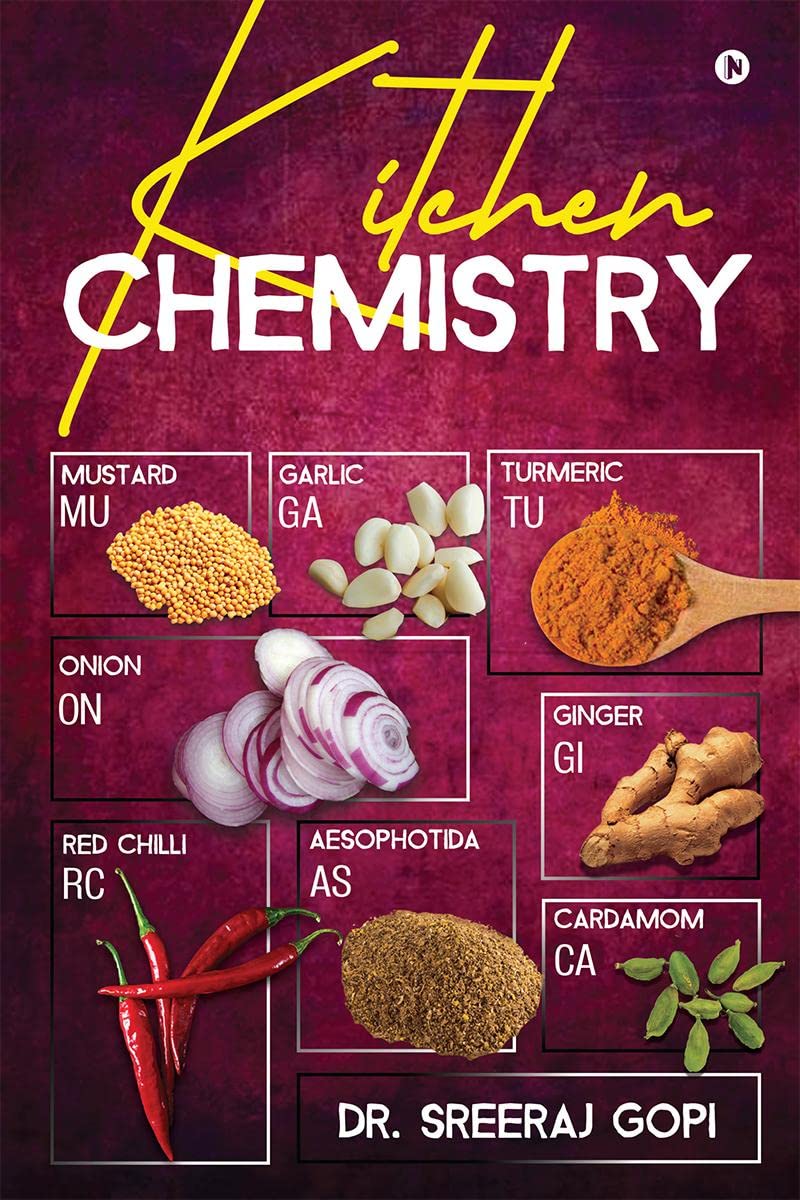 N
Kitchen
CHEMISTRY
MUSTARD
MU
GARLIC
GA
TURMERIC
TU
ONION
ON
GINGER
GI
RED CHILLI
RC
AESOPHOTIDA
AS
CARDAMOM
CA
DR. SREERAJ GOPI